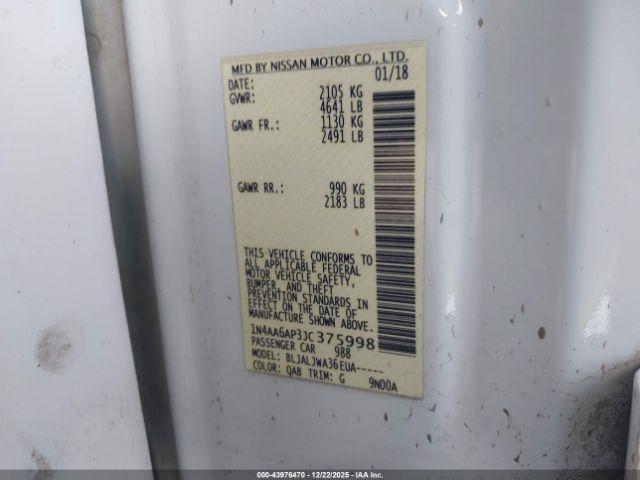 MFD BY NISSAN MOTOR CO., LTD.
DATE: 01/18
GVWR: 2105 KG
4641 LB
GAWR FR.: 1130 KG
2491 LB
GAWR RR.: 990 KG
2183 LB
THIS VEHICLE CONFORMS TO
ALL APPLICABLE FEDERAL
MOTOR VEHICLE SAFETY,
BUMPER, AND THEFT
PREVENTION STANDARDS IN
EFFECT ON THE DATE OF
MANUFACTURE SHOWN ABOVE.
1N4AA6AP3JC375998
PASSENGER CAR 988
MODEL: BLJALJWA36EUA-----
COLOR: QAB TRIM: G 9N00A
000-43976470 • 12/22/2025 • IAA Inc.